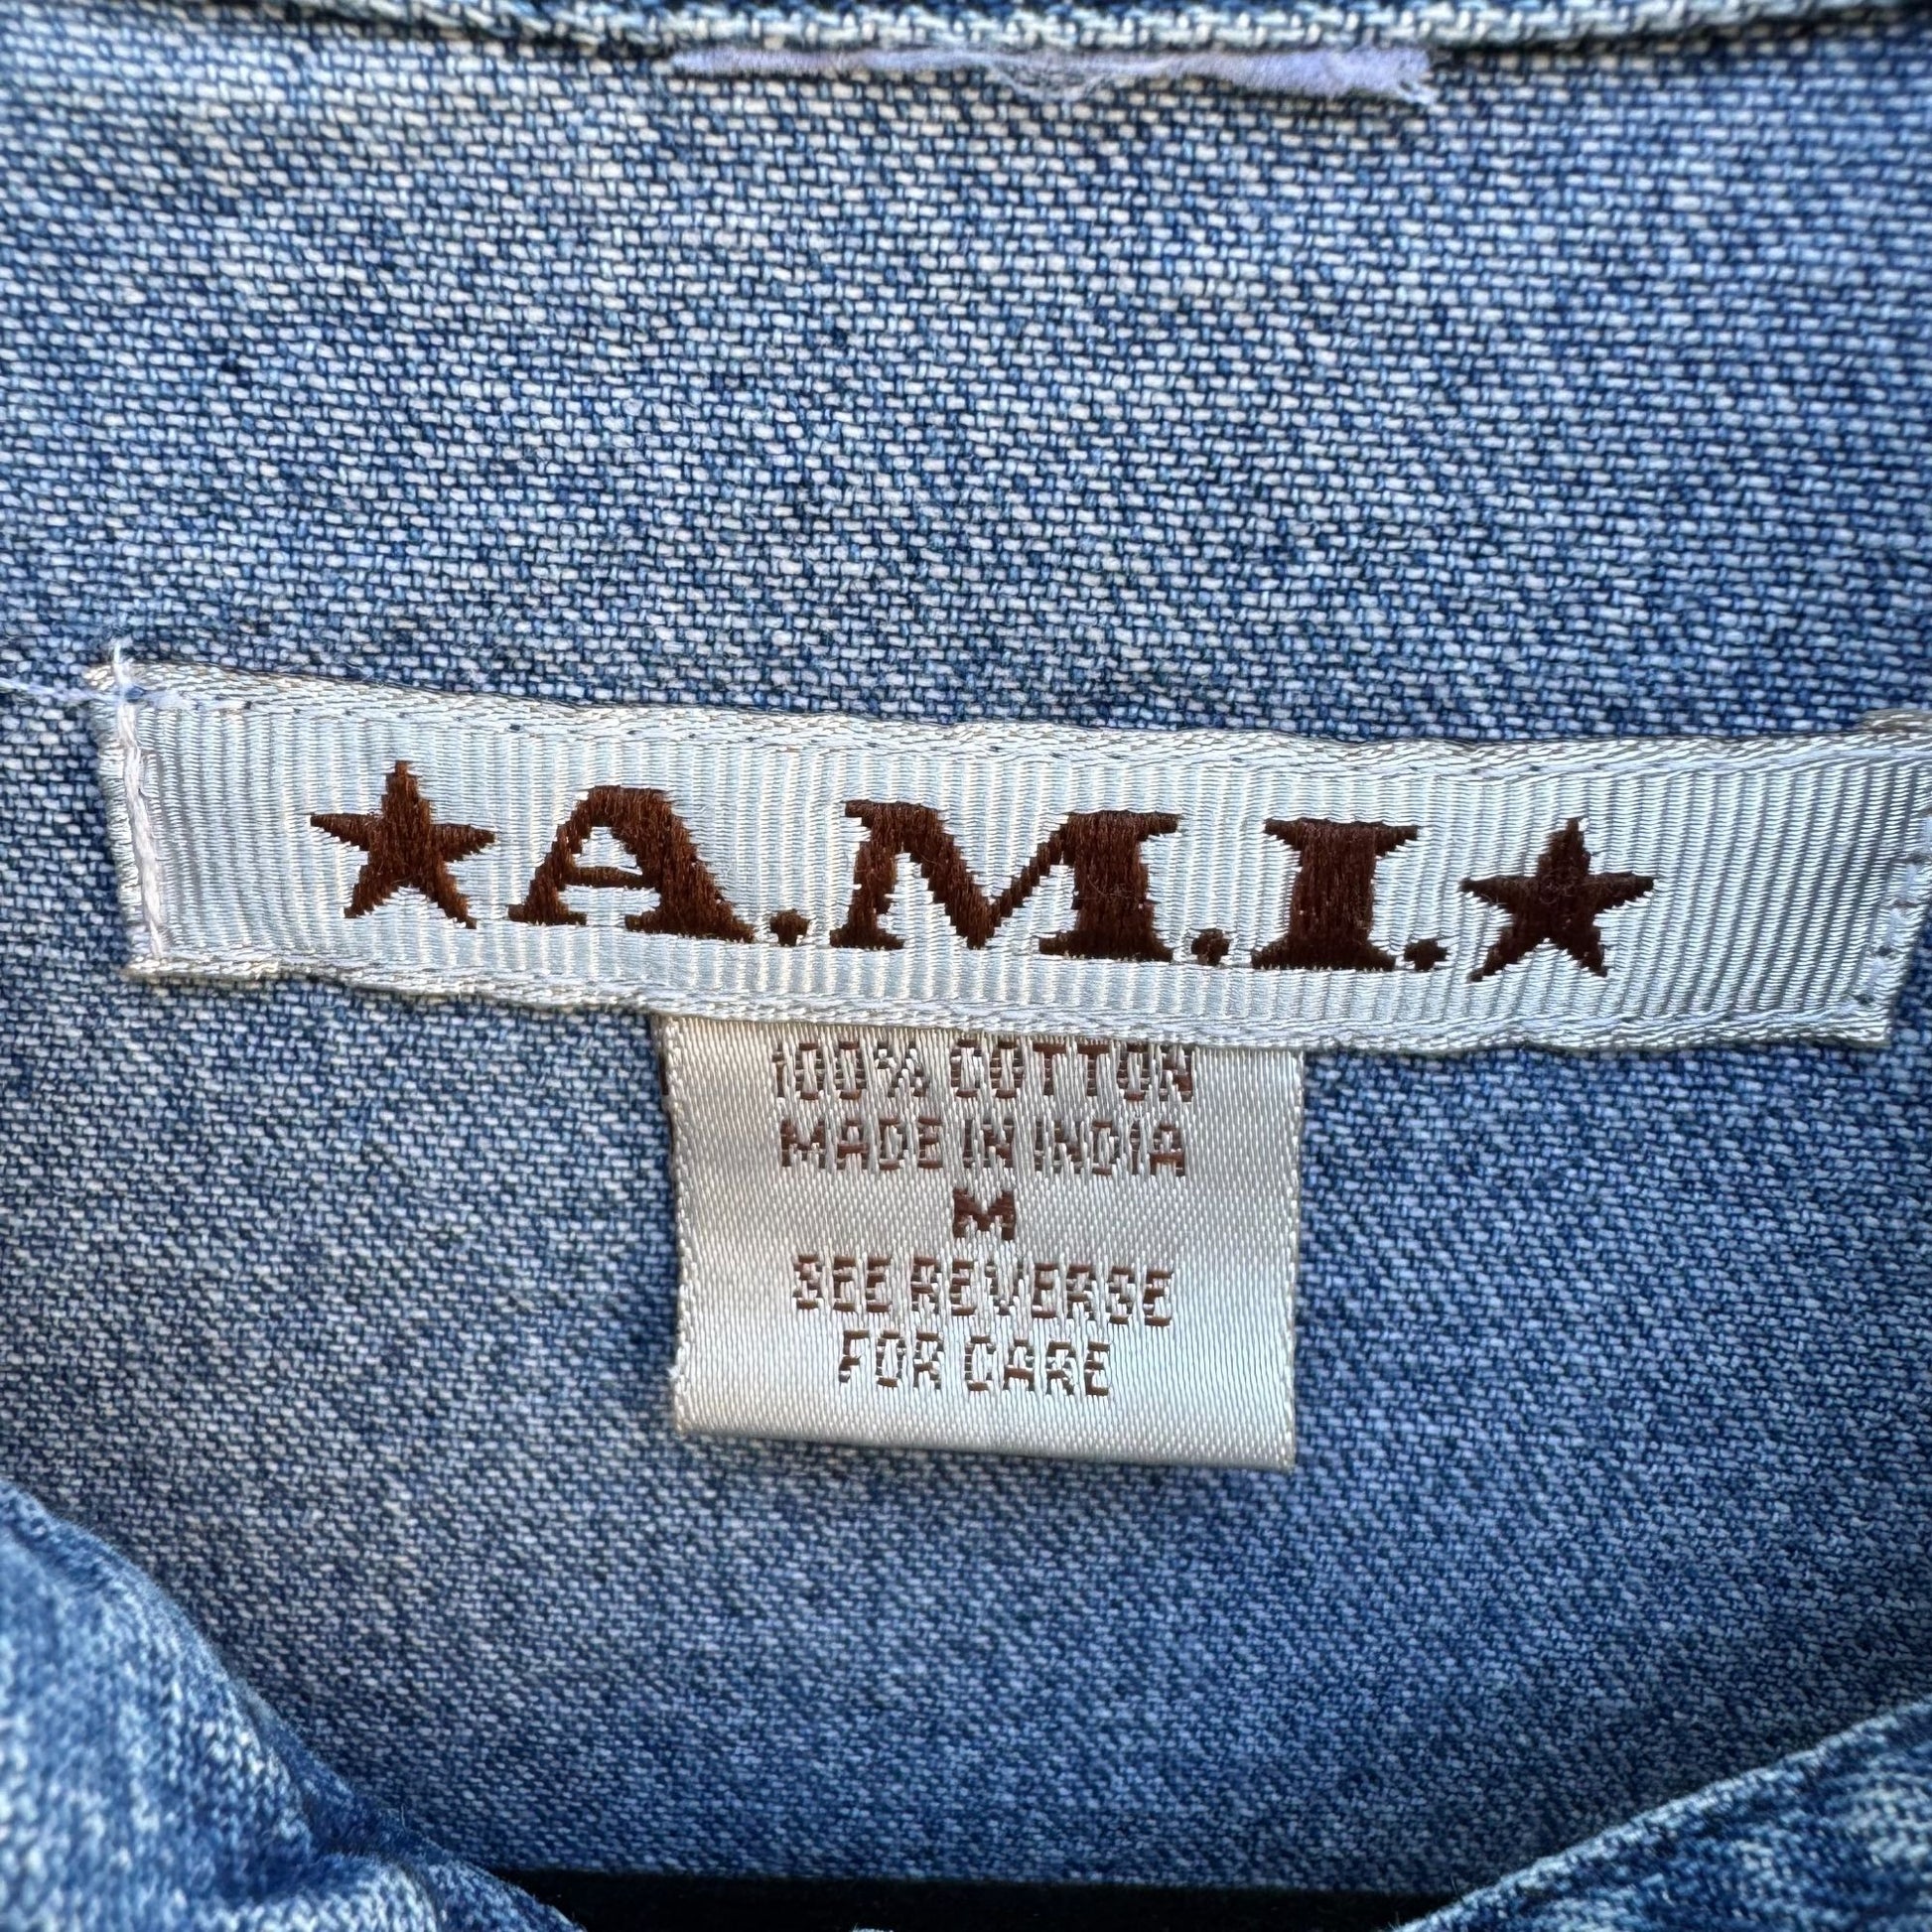 ★A.M.I.★
100% COTTON
MADE IN INDIA
M
SEE REVERSE
FOR CARE